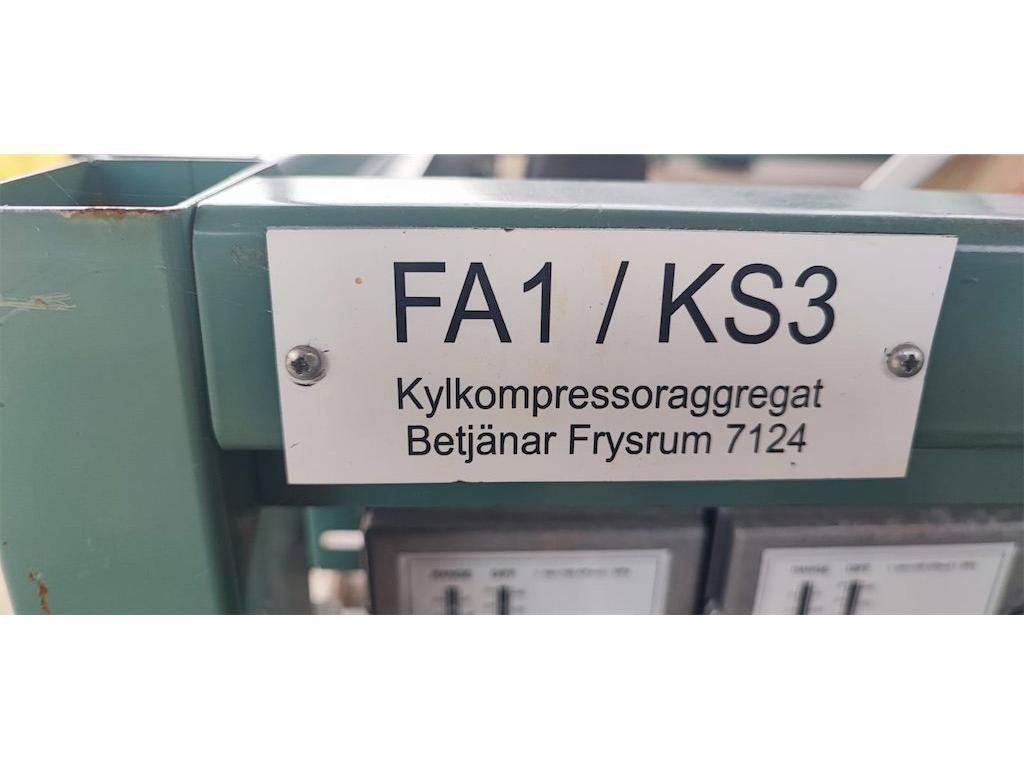 FA1 / KS3
Kylkompressoraggregat
Betjänar Frysrum 7124